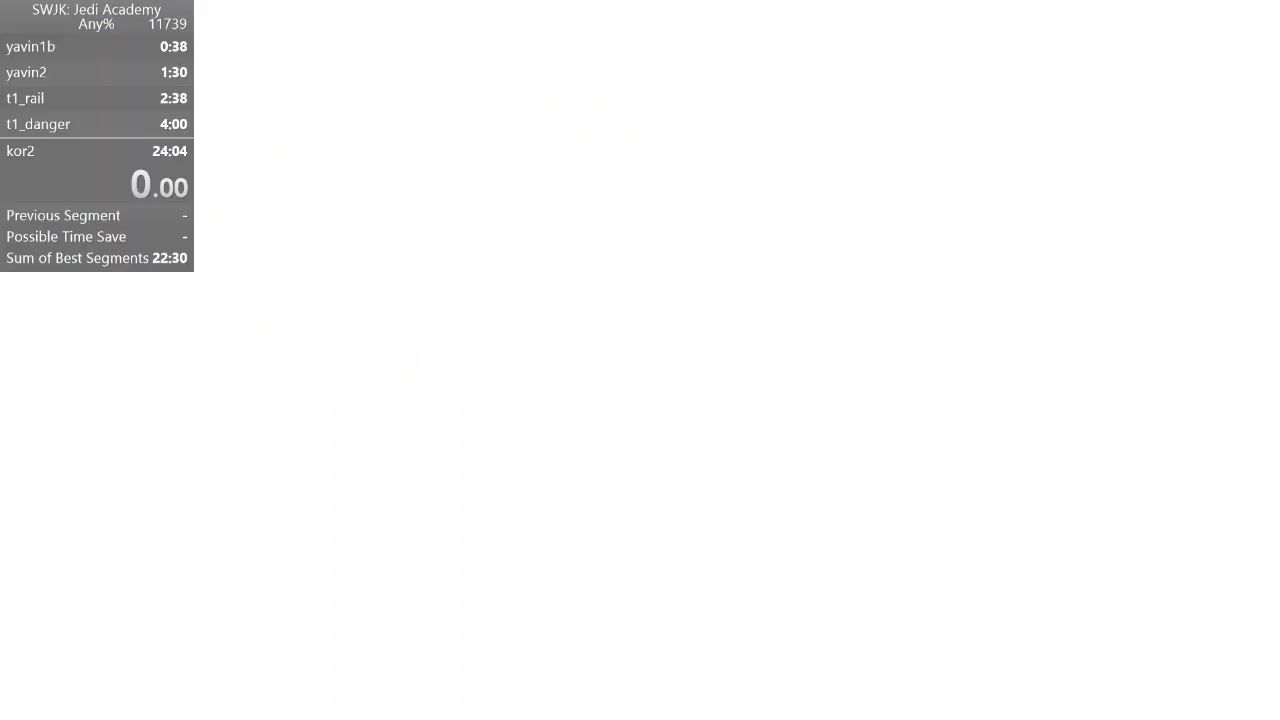 SWJK: Jedi Academy
Any% 11739
yavin1b 0:38
yavin2 1:30
t1_rail 2:38
t1_danger 4:00
kor2 24:04
0.00
Previous Segment -
Possible Time Save -
Sum of Best Segments 22:30